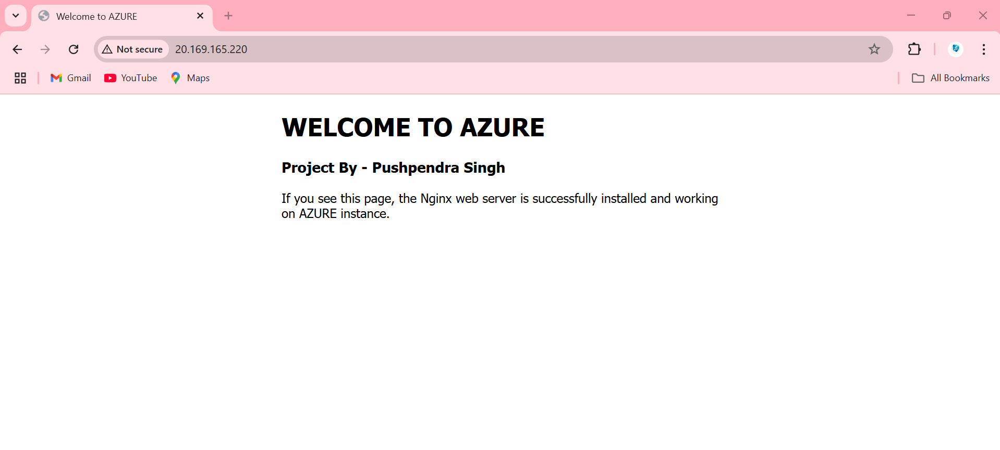 Welcome to AZURE
Not secure
20.169.165.220
Gmail
YouTube
Maps
All Bookmarks
WELCOME TO AZURE
Project By - Pushpendra Singh
If you see this page, the Nginx web server is successfully installed and working
on AZURE instance.